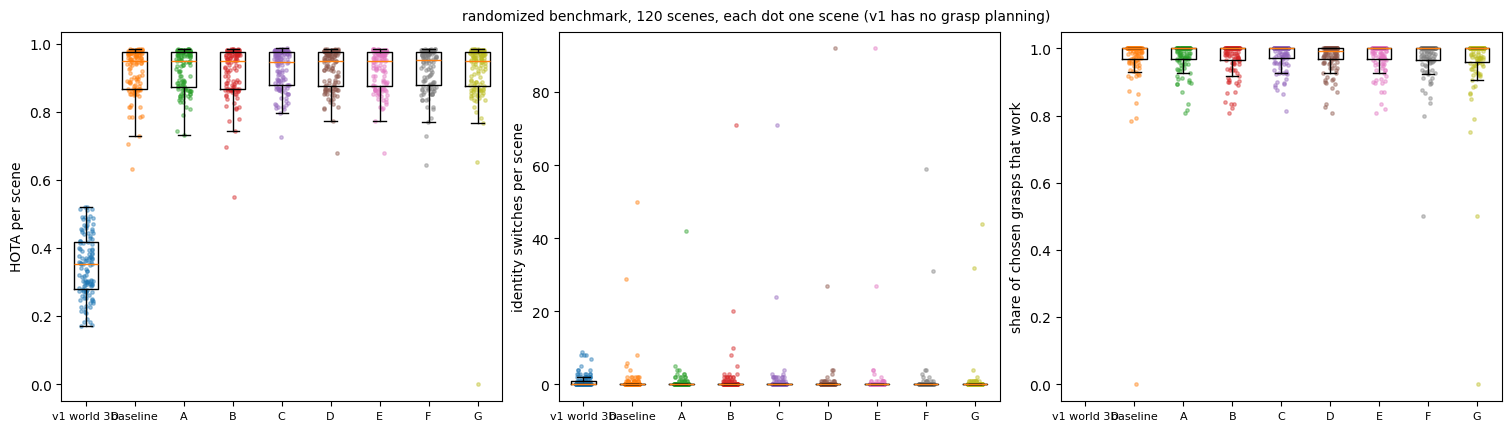 randomized benchmark, 120 scenes, each dot one scene (v1 has no grasp planning)
HOTA per scene
1.0
0.8
0.6
0.4
0.2
0.0
v1 world 3D baseline A B C D E F G
identity switches per scene
80
60
40
20
0
v1 world 3D baseline A B C D E F G
share of chosen grasps that work
1.0
0.8
0.6
0.4
0.2
0.0
v1 world 3D baseline A B C D E F G